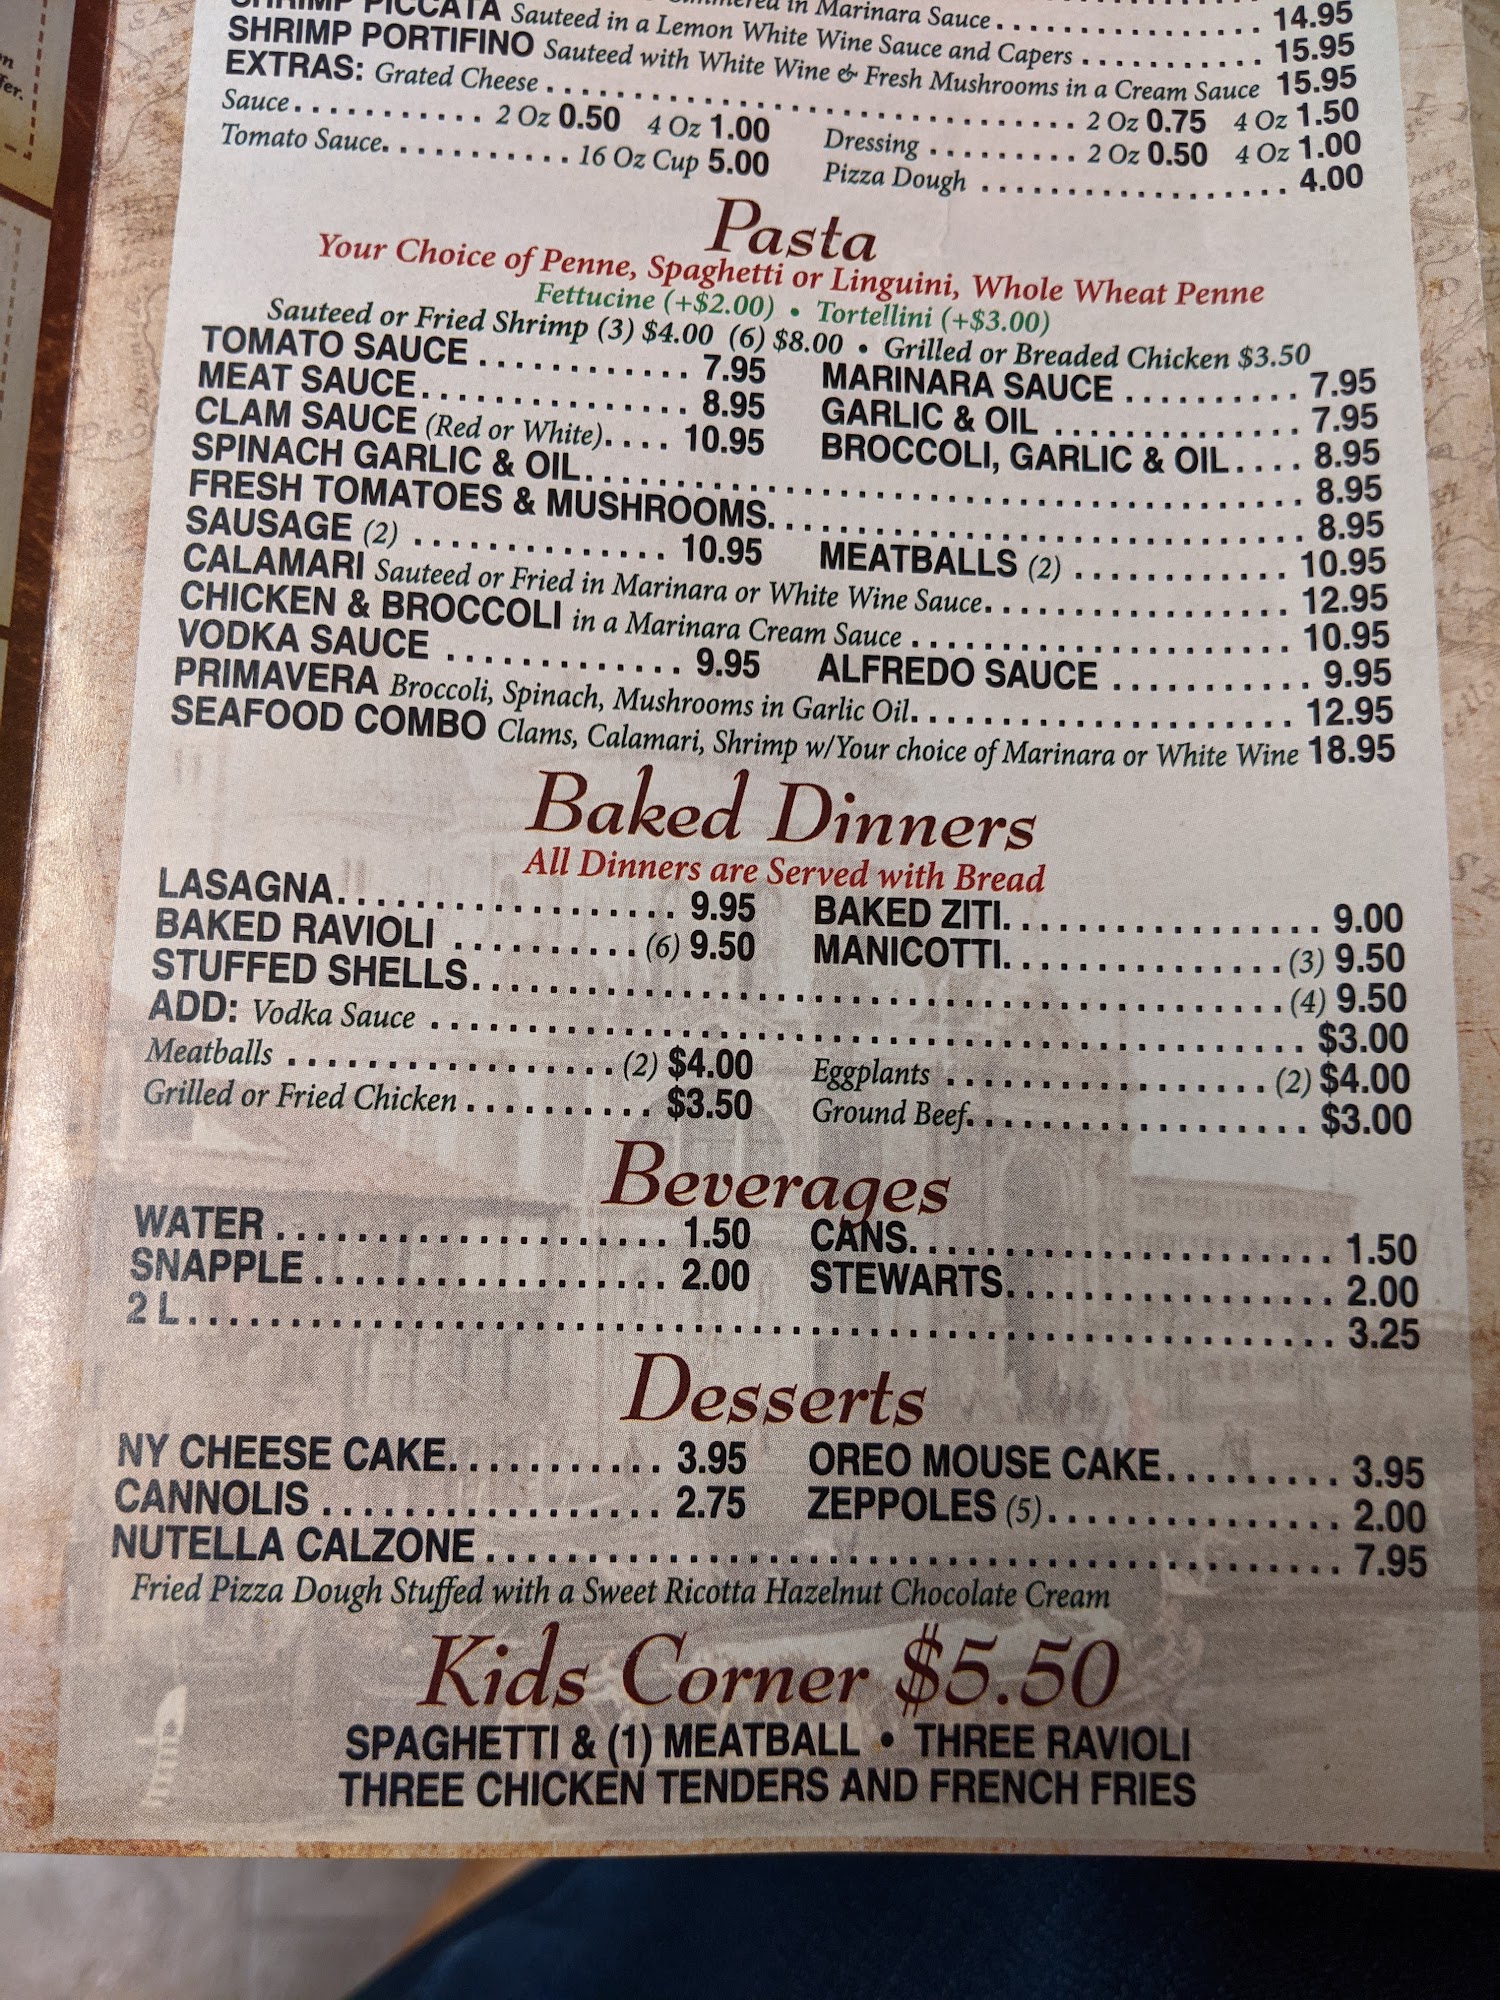 SHRIMP PICCATA Sauteed in a Lemon White Wine Sauce and Capers
in Marinara Sauce . . . . . . . . . . . . . . . . . 14.95
. . . . . . . . . . . 15.95
SHRIMP PORTIFINO Sauteed with White Wine & Fresh Mushrooms in a Cream Sauce 15.95
EXTRAS: Grated Cheese . . . . . . . . . . 2 Oz 0.75 4 Oz 1.50
Sauce . . . . . . . . . . . 2 Oz 0.50 4 Oz 1.00 Dressing . . . . . . . . . 2 Oz 0.50 4 Oz 1.00
Tomato Sauce. . . . . . . . . . . 16 Oz Cup 5.00 Pizza Dough . . . . . . . . . . . . . . . . . . . 4.00
Pasta
Your Choice of Penne, Spaghetti or Linguini, Whole Wheat Penne
Fettucine (+$2.00) • Tortellini (+$3.00)
Sauteed or Fried Shrimp (3) $4.00 (6) $8.00 • Grilled or Breaded Chicken $3.50
TOMATO SAUCE . . . . . . . . . . . . 7.95 MARINARA SAUCE . . . . . . . . . . 7.95
MEAT SAUCE. . . . . . . . . . . . . . . 8.95 GARLIC & OIL . . . . . . . . . . . . . . 7.95
CLAM SAUCE (Red or White). . . . 10.95 BROCCOLI, GARLIC & OIL. . . . 8.95
SPINACH GARLIC & OIL. . . . . . . . . . 8.95
FRESH TOMATOES & MUSHROOMS. . . . . . . . . . 8.95
SAUSAGE (2) . . . . . . . . . . . . . . 10.95 MEATBALLS (2) . . . . . . . . . . . . 10.95
CALAMARI Sauteed or Fried in Marinara or White Wine Sauce. . . . . . . . . . 12.95
CHICKEN & BROCCOLI in a Marinara Cream Sauce . . . . . . . . . . 10.95
VODKA SAUCE . . . . . . . . . . . . . 9.95 ALFREDO SAUCE . . . . . . . . . . . 9.95
PRIMAVERA Broccoli, Spinach, Mushrooms in Garlic Oil. . . . . . . . . . 12.95
SEAFOOD COMBO Clams, Calamari, Shrimp w/Your choice of Marinara or White Wine 18.95
Baked Dinners
All Dinners are Served with Bread
LASAGNA. . . . . . . . . . . . . . . . . . 9.95 BAKED ZITI. . . . . . . . . . . . . . . . . 9.00
BAKED RAVIOLI . . . . . . . . . . (6) 9.50 MANICOTTI. . . . . . . . . . . . . . . (3) 9.50
STUFFED SHELLS. . . . . . . . . . (4) 9.50
ADD: Vodka Sauce . . . . . . . . . . $3.00
Meatballs . . . . . . . . . . . . . . . . . (2) $4.00 Eggplants . . . . . . . . . . . . . . . . . (2) $4.00
Grilled or Fried Chicken . . . . . . . . . . $3.50 Ground Beef. . . . . . . . . . . . . . . . . . $3.00
Beverages
WATER . . . . . . . . . . . . . . . . . . . . . 1.50 CANS. . . . . . . . . . . . . . . . . . . . . . 1.50
SNAPPLE . . . . . . . . . . . . . . . . . . . 2.00 STEWARTS. . . . . . . . . . . . . . . . . 2.00
2 L. . . . . . . . . . 3.25
Desserts
NY CHEESE CAKE. . . . . . . . . . . 3.95 OREO MOUSE CAKE. . . . . . . . . 3.95
CANNOLIS . . . . . . . . . . . . . . . . . 2.75 ZEPPOLES (5). . . . . . . . . . . . . . . 2.00
NUTELLA CALZONE . . . . . . . . . . 7.95
Fried Pizza Dough Stuffed with a Sweet Ricotta Hazelnut Chocolate Cream
Kids Corner $5.50
SPAGHETTI & (1) MEATBALL • THREE RAVIOLI
THREE CHICKEN TENDERS AND FRENCH FRIES